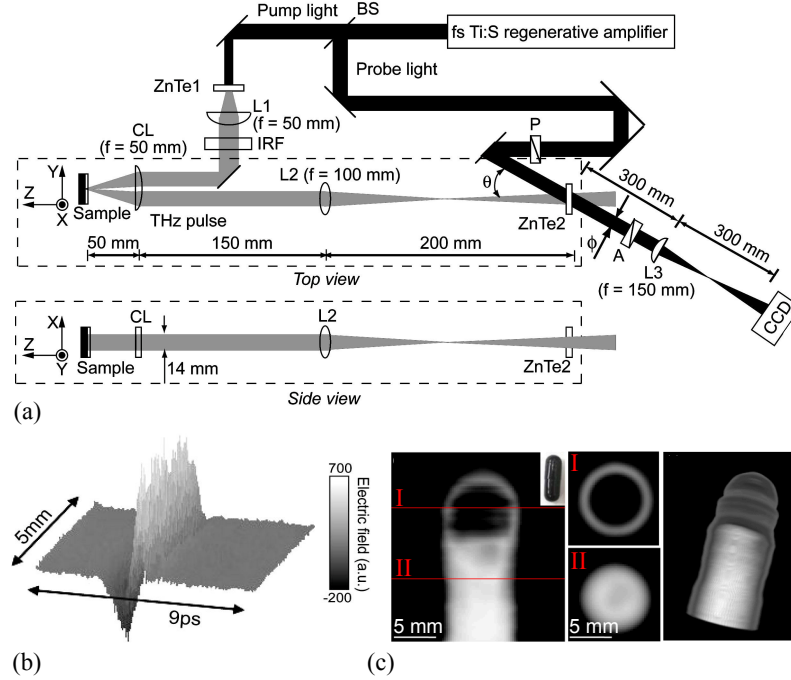 Pump light
BS
fs Ti:S regenerative amplifier
Probe light
ZnTe1
L1
(f = 50 mm)
IRF
P
CL
(f = 50 mm)
L2 (f = 100 mm)
θ
300 mm
Y
Z
X
Sample
THz pulse
ZnTe2
ϕ
A
300 mm
L3
(f = 150 mm)
CCD
50 mm
150 mm
200 mm
Top view
X
Z
Y
CL
L2
Sample
14 mm
ZnTe2
Side view
(a)
700
Electric field (a.u.)
-200
5mm
9ps
(b)
I
II
5 mm
I
II
5 mm
(c)